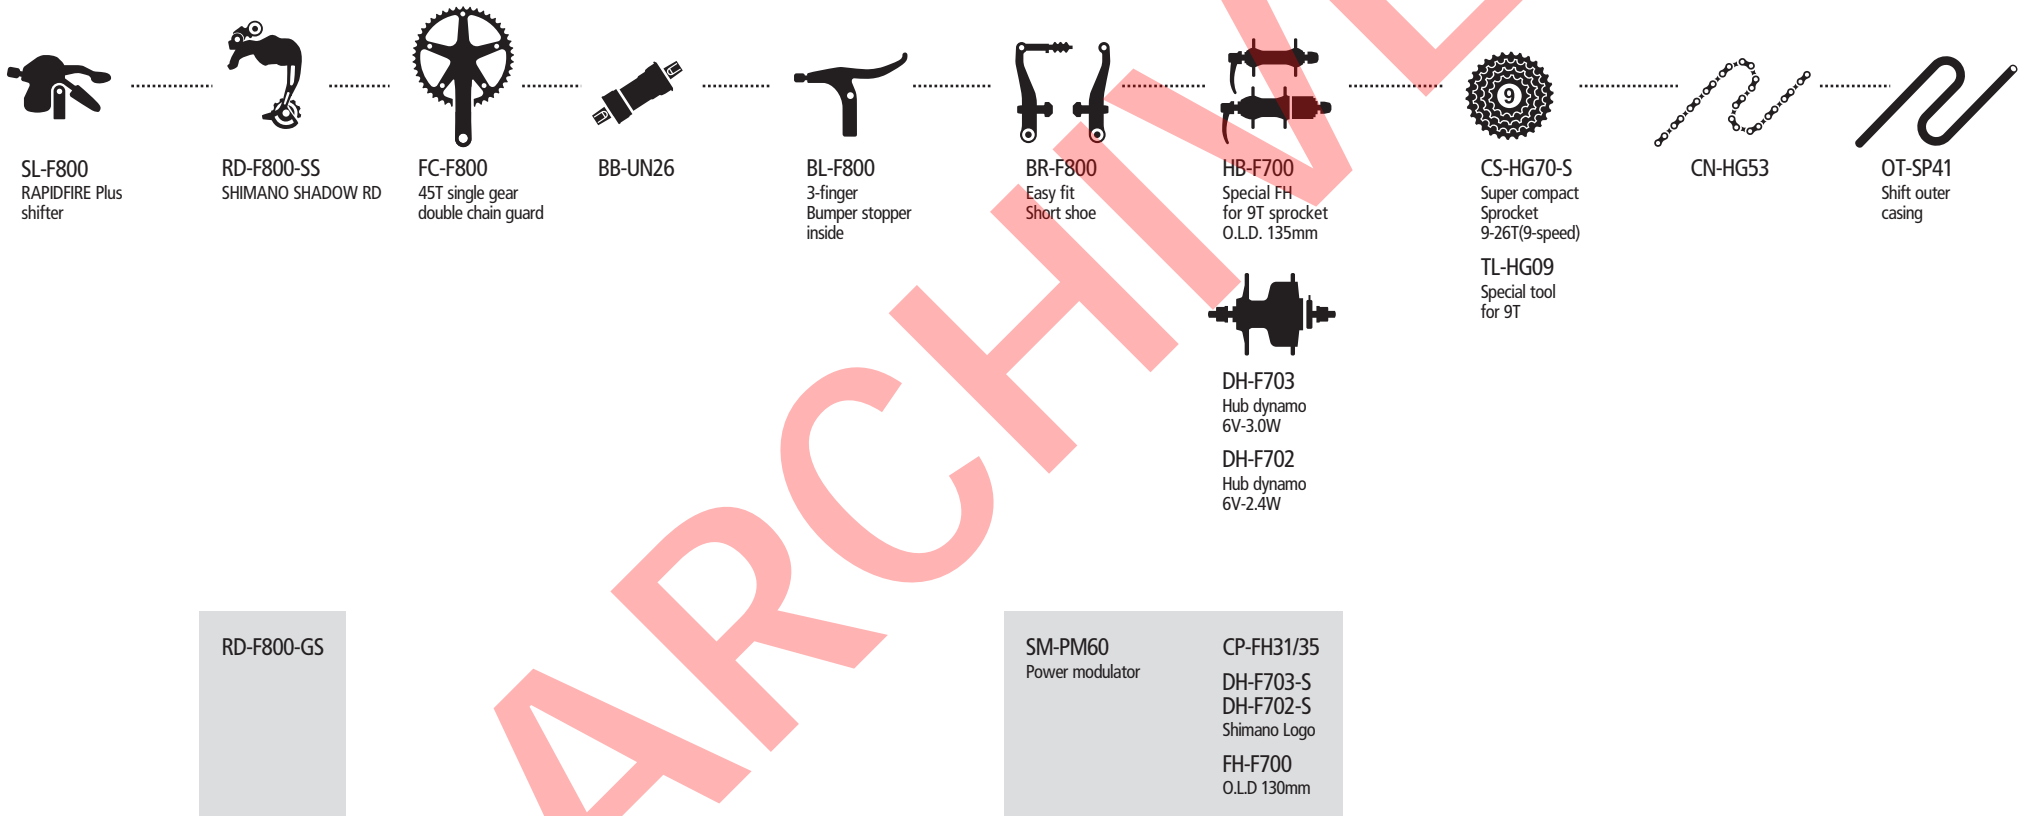 SL-F800
RAPIDFIRE Plus
shifter
RD-F800-SS
SHIMANO SHADOW RD
FC-F800
45T single gear
double chain guard
BB-UN26
BL-F800
3-finger
Bumper stopper
inside
BR-F800
Easy fit
Short shoe
HB-F700
Special FH
for 9T sprocket
O.L.D. 135mm
DH-F703
Hub dynamo
6V-3.0W
DH-F702
Hub dynamo
6V-2.4W
9
CS-HG70-S
Super compact
Sprocket
9-26T(9-speed)
TL-HG09
Special tool
for 9T
CN-HG53
OT-SP41
Shift outer
casing
RD-F800-GS
SM-PM60
Power modulator
CP-FH31/35
DH-F703-S
DH-F702-S
Shimano Logo
FH-F700
O.L.D 130mm
ARCHIVE